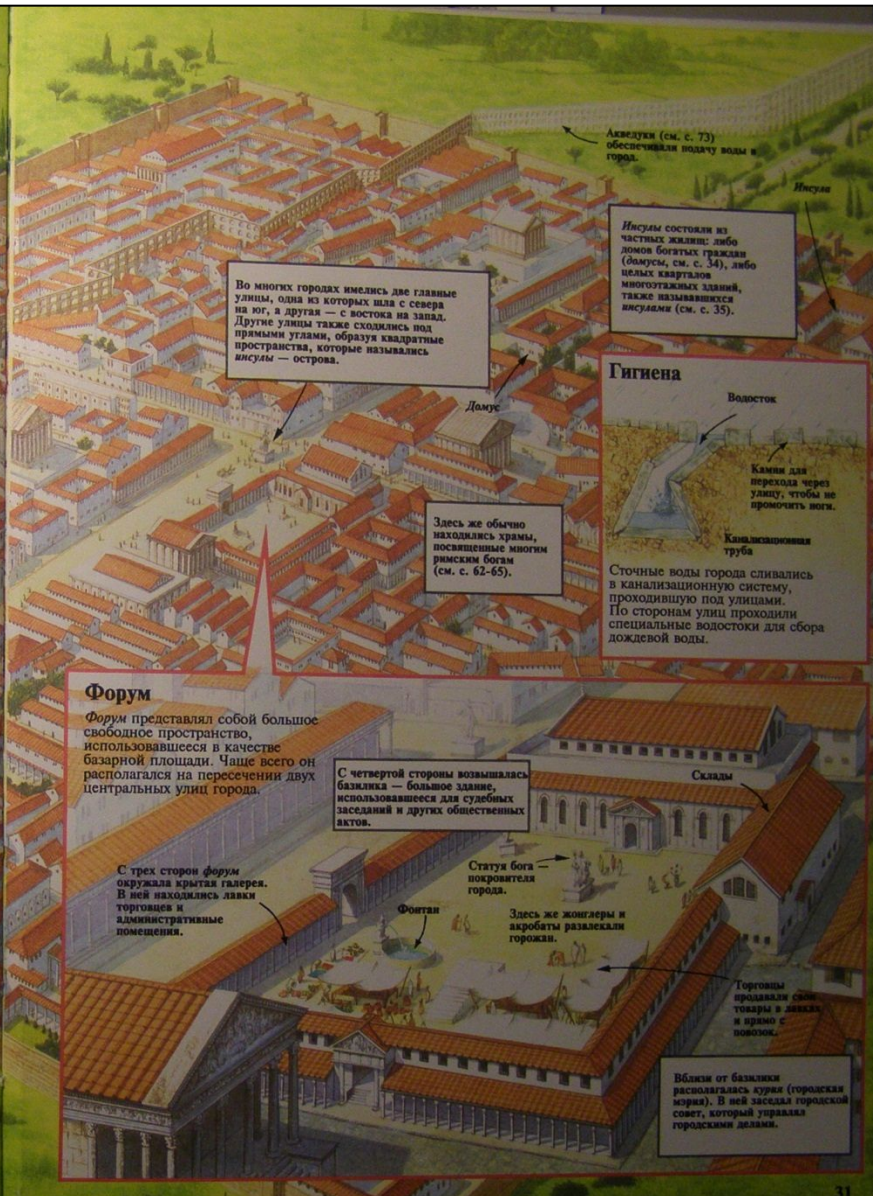 Акведуки (см. с. 73)
обеспечивали подачу воды в
город.
Инсула
Инсулы состояли из
частных жилищ: либо
домов богатых граждан
(домусы, см. с. 34), либо
целых кварталов
многоэтажных зданий,
также называвшихся
инсулами (см. с. 35).
Во многих городах имелись две главные
улицы, одна из которых шла с севера
на юг, а другая — с востока на запад.
Другие улицы также сходились под
прямыми углами, образуя квадратные
пространства, которые назывались
инсулы — острова.
Домус
Гигиена
Водосток
Камни для
перехода через
улицу, чтобы не
промочить ноги.
Канализационная
труба
Сточные воды города сливались
в канализационную систему,
проходившую под улицами.
По сторонам улиц проходили
специальные водостоки для сбора
дождевой воды.
Здесь же обычно
находились храмы,
посвященные многим
римским богам
(см. с. 62-65).
Форум
Форум представлял собой большое
свободное пространство,
использовавшееся в качестве
базарной площади. Чаще всего он
располагался на пересечении двух
центральных улиц города.
С четвертой стороны возвышалась
базилика — большое здание,
использовавшееся для судебных
заседаний и других общественных
актов.
Склады
С трех сторон форум
окружала крытая галерея.
В ней находились лавки
торговцев и
административные
помещения.
Фонтан
Статуя бога —
покровителя
города.
Здесь же жонглеры и
акробаты развлекали
горожан.
Торговцы
продавали свои
товары в лавках
и прямо с
повозок.
Вблизи от базилики
располагалась курия (городская
мэрия). В ней заседал городской
совет, который управлял
городскими делами.
31